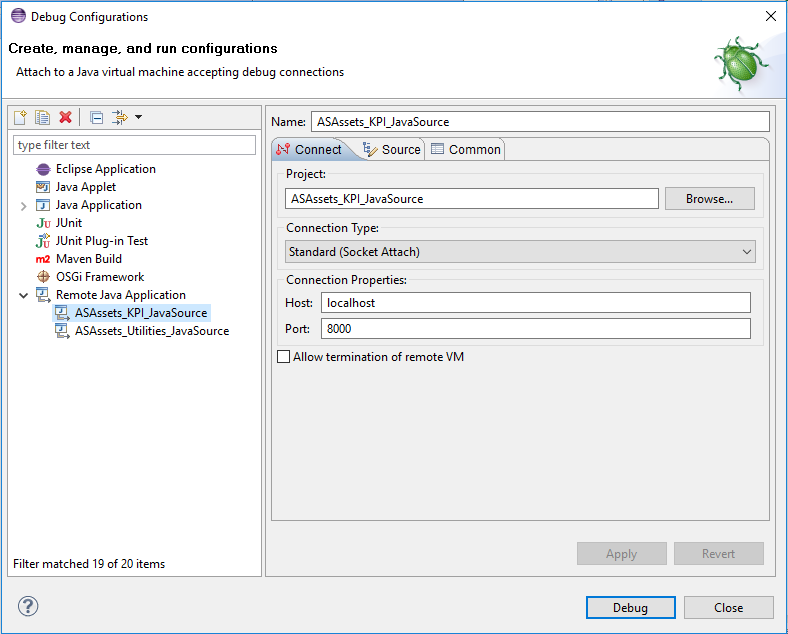 Debug Configurations
Create, manage, and run configurations
Attach to a Java virtual machine accepting debug connections
type filter text
Eclipse Application
Java Applet
Java Application
Ju JUnit
JUnit Plug-in Test
m2 Maven Build
OSGi Framework
Remote Java Application
ASAssets_KPI_JavaSource
ASAssets_Utilities_JavaSource
Filter matched 19 of 20 items
Name: ASAssets_KPI_JavaSource
Connect Source Common
Project:
ASAssets_KPI_JavaSource Browse...
Connection Type:
Standard (Socket Attach)
Connection Properties:
Host: localhost
Port: 8000
Allow termination of remote VM
Apply Revert
? Debug Close